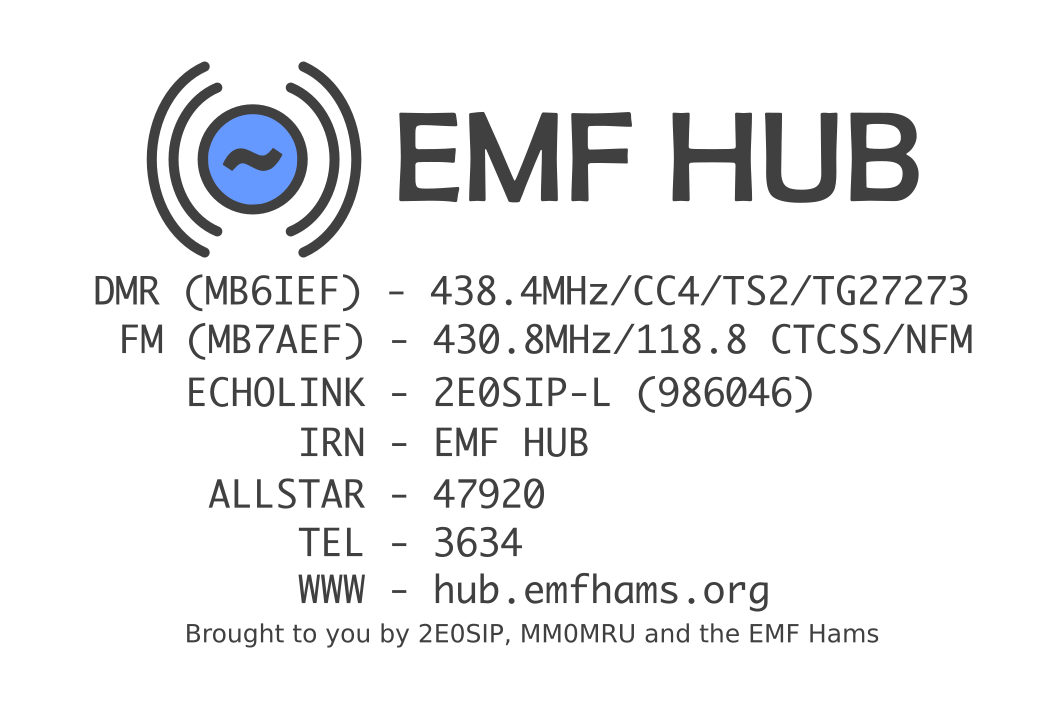 EMF HUB
DMR (MB6IEF) - 438.4MHz/CC4/TS2/TG27273
FM (MB7AEF) - 430.8MHz/118.8 CTCSS/NFM
ECHOLINK - 2E0SIP-L (986046)
IRN - EMF HUB
ALLSTAR - 47920
TEL - 3634
WWW - hub.emfhams.org
Brought to you by 2E0SIP, MM0MRU and the EMF Hams